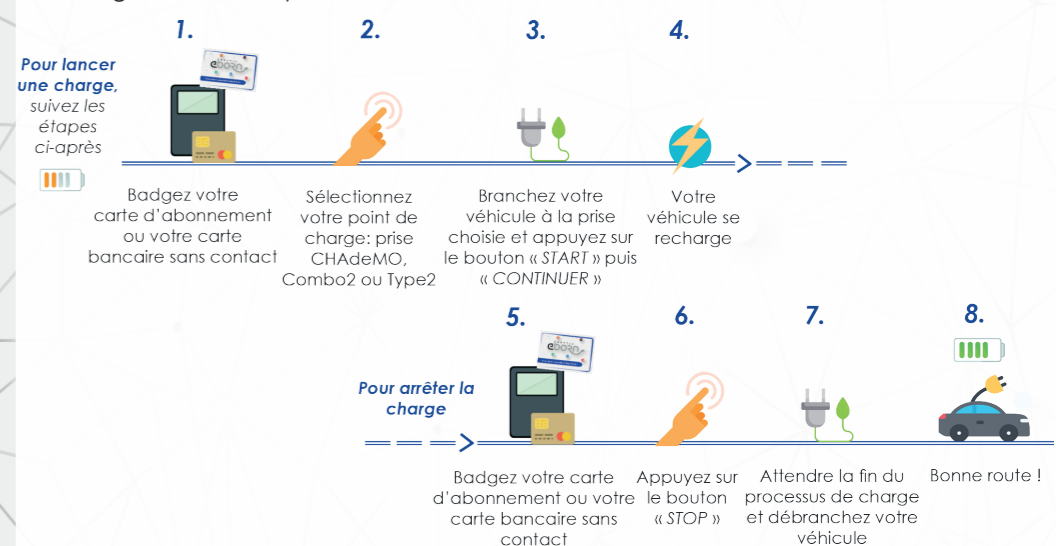 1.
2.
3.
4.
Pour lancer
une charge,
suivez les
étapes
ci-après
eborn
Badgez votre
carte d'abonnement
ou votre carte
bancaire sans contact
Sélectionnez
votre point de
charge: prise
CHAdeMO,
Combo2 ou Type2
Branchez votre
véhicule à la prise
choisie et appuyez sur
le bouton « START » puis
« CONTINUER »
Votre
véhicule se
recharge
5.
6.
7.
8.
Pour arrêter la
charge
eborn
Badgez votre carte
d'abonnement ou votre
carte bancaire sans
contact
Appuyez sur
le bouton
« STOP »
Attendre la fin du
processus de charge
et débranchez votre
véhicule
Bonne route !